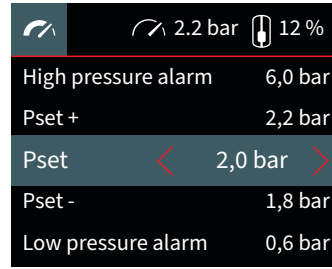 2.2 bar 12 %
High pressure alarm 6,0 bar
Pset + 2,2 bar
Pset 2,0 bar
Pset - 1,8 bar
Low pressure alarm 0,6 bar